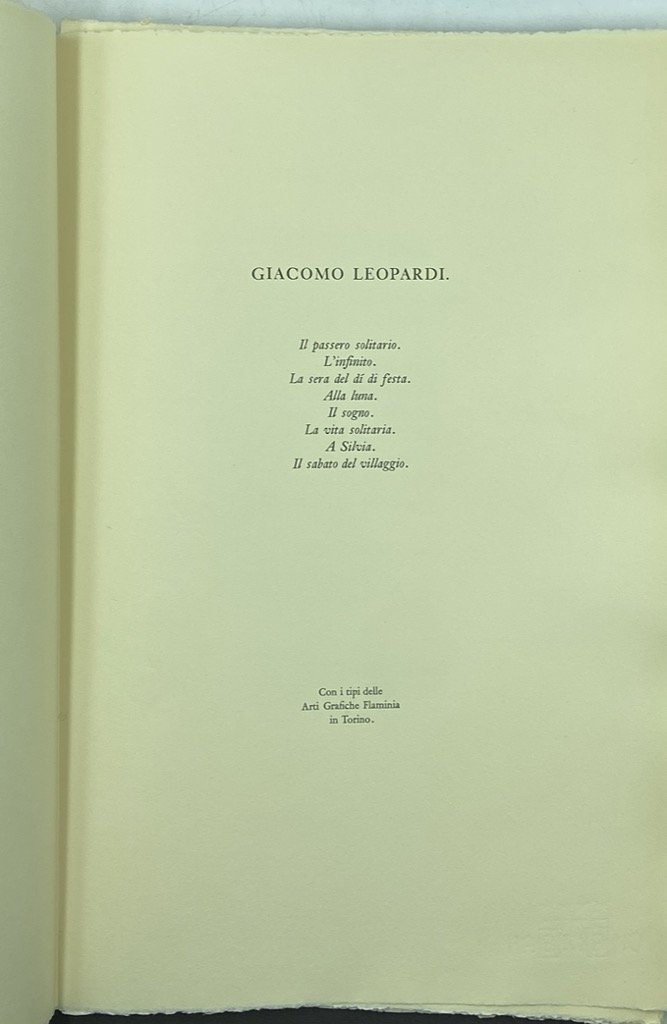 GIACOMO LEOPARDI.
Il passero solitario.
L'infinito.
La sera del dí di festa.
Alla luna.
Il sogno.
La vita solitaria.
A Silvia.
Il sabato del villaggio.
Con i tipi delle
Arti Grafiche Flaminia
in Torino.